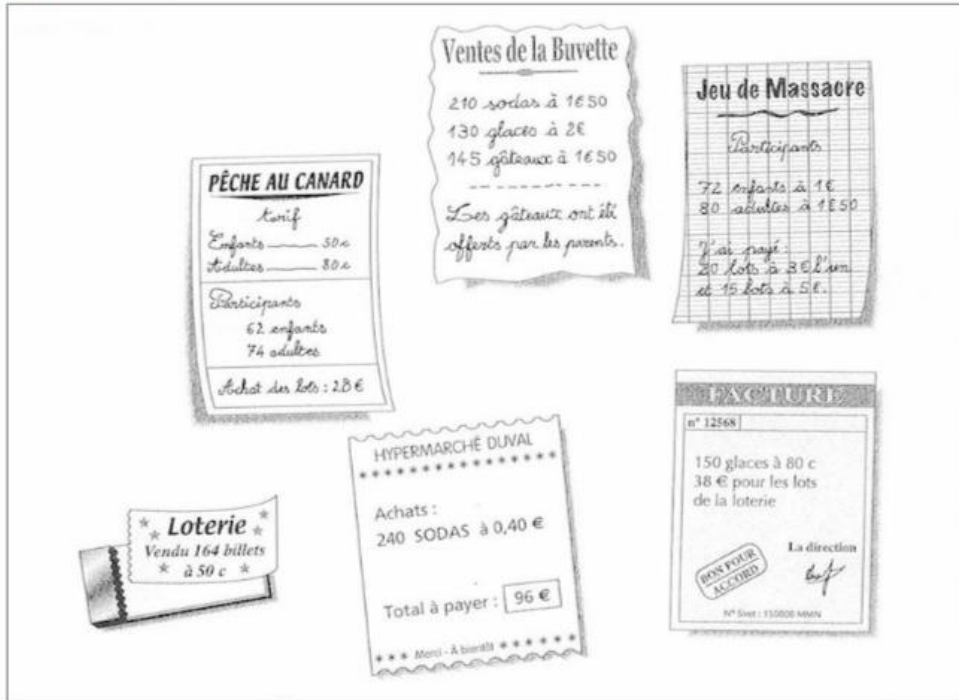 Ventes de la Buvette
210 sodas à 1€50
130 glaces à 2€
145 gâteaux à 1€50
Les gâteaux ont été
offerts par les parents.
Jeu de Massacre
Participants
72 enfants à 1€
80 adultes à 1€50
J'ai payé :
20 lots à 3€ l'un
et 15 lots à 5€.
PÊCHE AU CANARD
tarif
Enfants 50c
Adultes 80c
Participants
62 enfants
74 adultes
Achat des lots : 28 €
HYPERMARCHÉ DUVAL
Achats :
240 SODAS à 0,40 €
Total à payer : 96 €
Merci - À bientôt
FACTURE
n° 12568
150 glaces à 80 c
38 € pour les lots
de la loterie
La direction
BON POUR
ACCORD
N° Siret :
Loterie
Vendu 164 billets
à 50 c